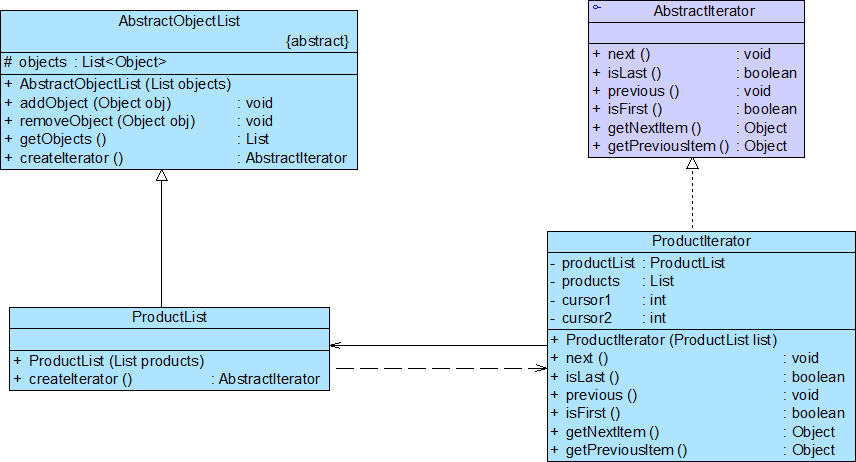 AbstractObjectList
{abstract}
# objects : List<Object>
+ AbstractObjectList (List objects)
+ addObject (Object obj) : void
+ removeObject (Object obj) : void
+ getObjects () : List
+ createIterator () : AbstractIterator
AbstractIterator
+ next () : void
+ isLast () : boolean
+ previous () : void
+ isFirst () : boolean
+ getNextItem () : Object
+ getPreviousItem () : Object
ProductList
+ ProductList (List products)
+ createIterator () : AbstractIterator
ProductIterator
- productList : ProductList
- products : List
- cursor1 : int
- cursor2 : int
+ ProductIterator (ProductList list)
+ next () : void
+ isLast () : boolean
+ previous () : void
+ isFirst () : boolean
+ getNextItem () : Object
+ getPreviousItem () : Object